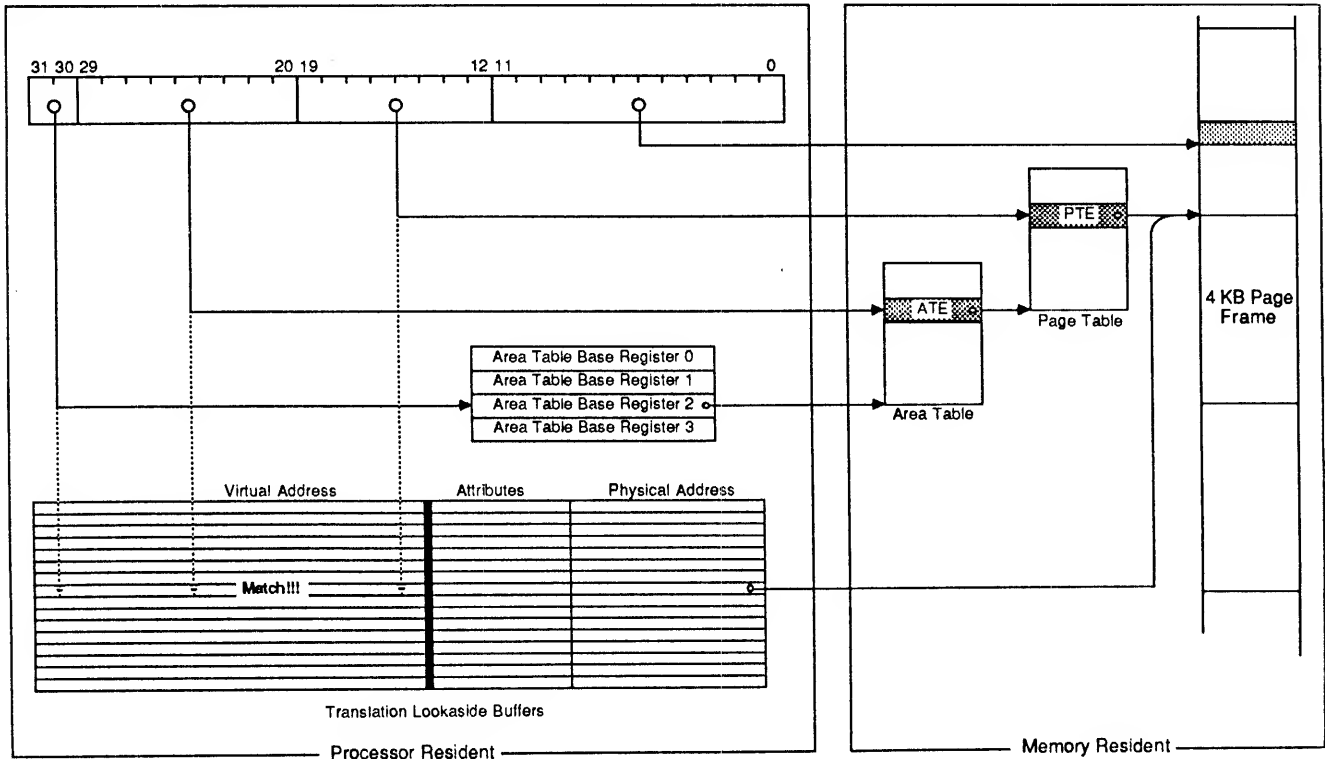 31 30 29 20 19 12 11 0
PTE
4 KB Page
Frame
ATE
Page Table
Area Table Base Register 0
Area Table Base Register 1
Area Table Base Register 2
Area Table Base Register 3
Area Table
Virtual Address Attributes Physical Address
Match!!!
Translation Lookaside Buffers
Processor Resident
Memory Resident